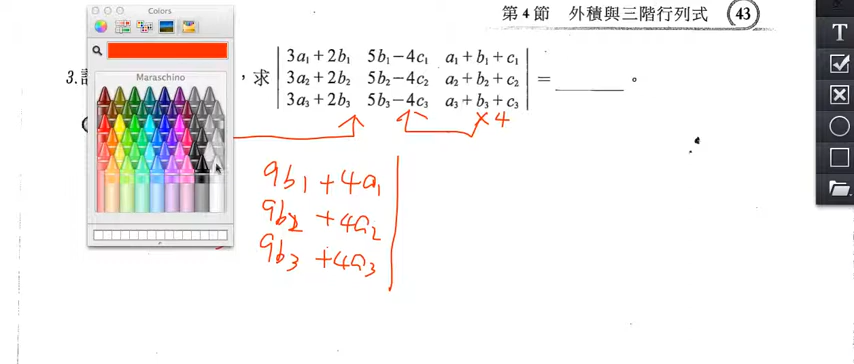 Colors
第 4 節 外積與三階行列式 43
Maraschino
3. ，求 | 3a₁+2b₁ 5b₁−4c₁ a₁+b₁+c₁ |
| 3a₂+2b₂ 5b₂−4c₂ a₂+b₂+c₂ | = ______ 。
| 3a₃+2b₃ 5b₃−4c₃ a₃+b₃+c₃ |
×4
9b₁ +4a₁
9b₂ +4a₂
9b₃ +4a₃
T